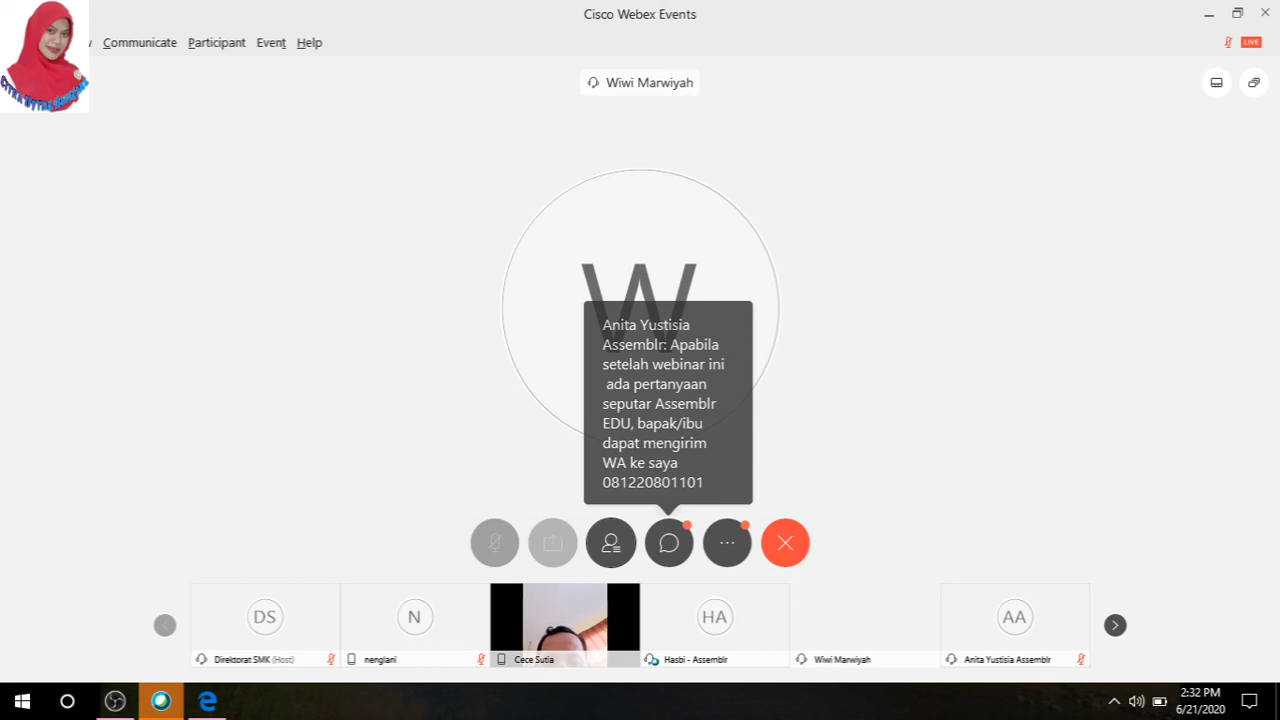 Cisco Webex Events
Communicate Participant Event Help
LIVE
CITRA UTAMI
Wiwi Marwiyah
W
Anita Yustisia
Assemblr: Apabila
setelah webinar ini
ada pertanyaan
seputar Assemblr
EDU, bapak/ibu
dapat mengirim
WA ke saya
081220801101
DS
N
HA
AA
Direktorat SMK (Host)
nenglani
Cece Sutia
Hasbi - Assemblr
Wiwi Marwiyah
Anita Yustisia Assemblr
2:32 PM
6/21/2020